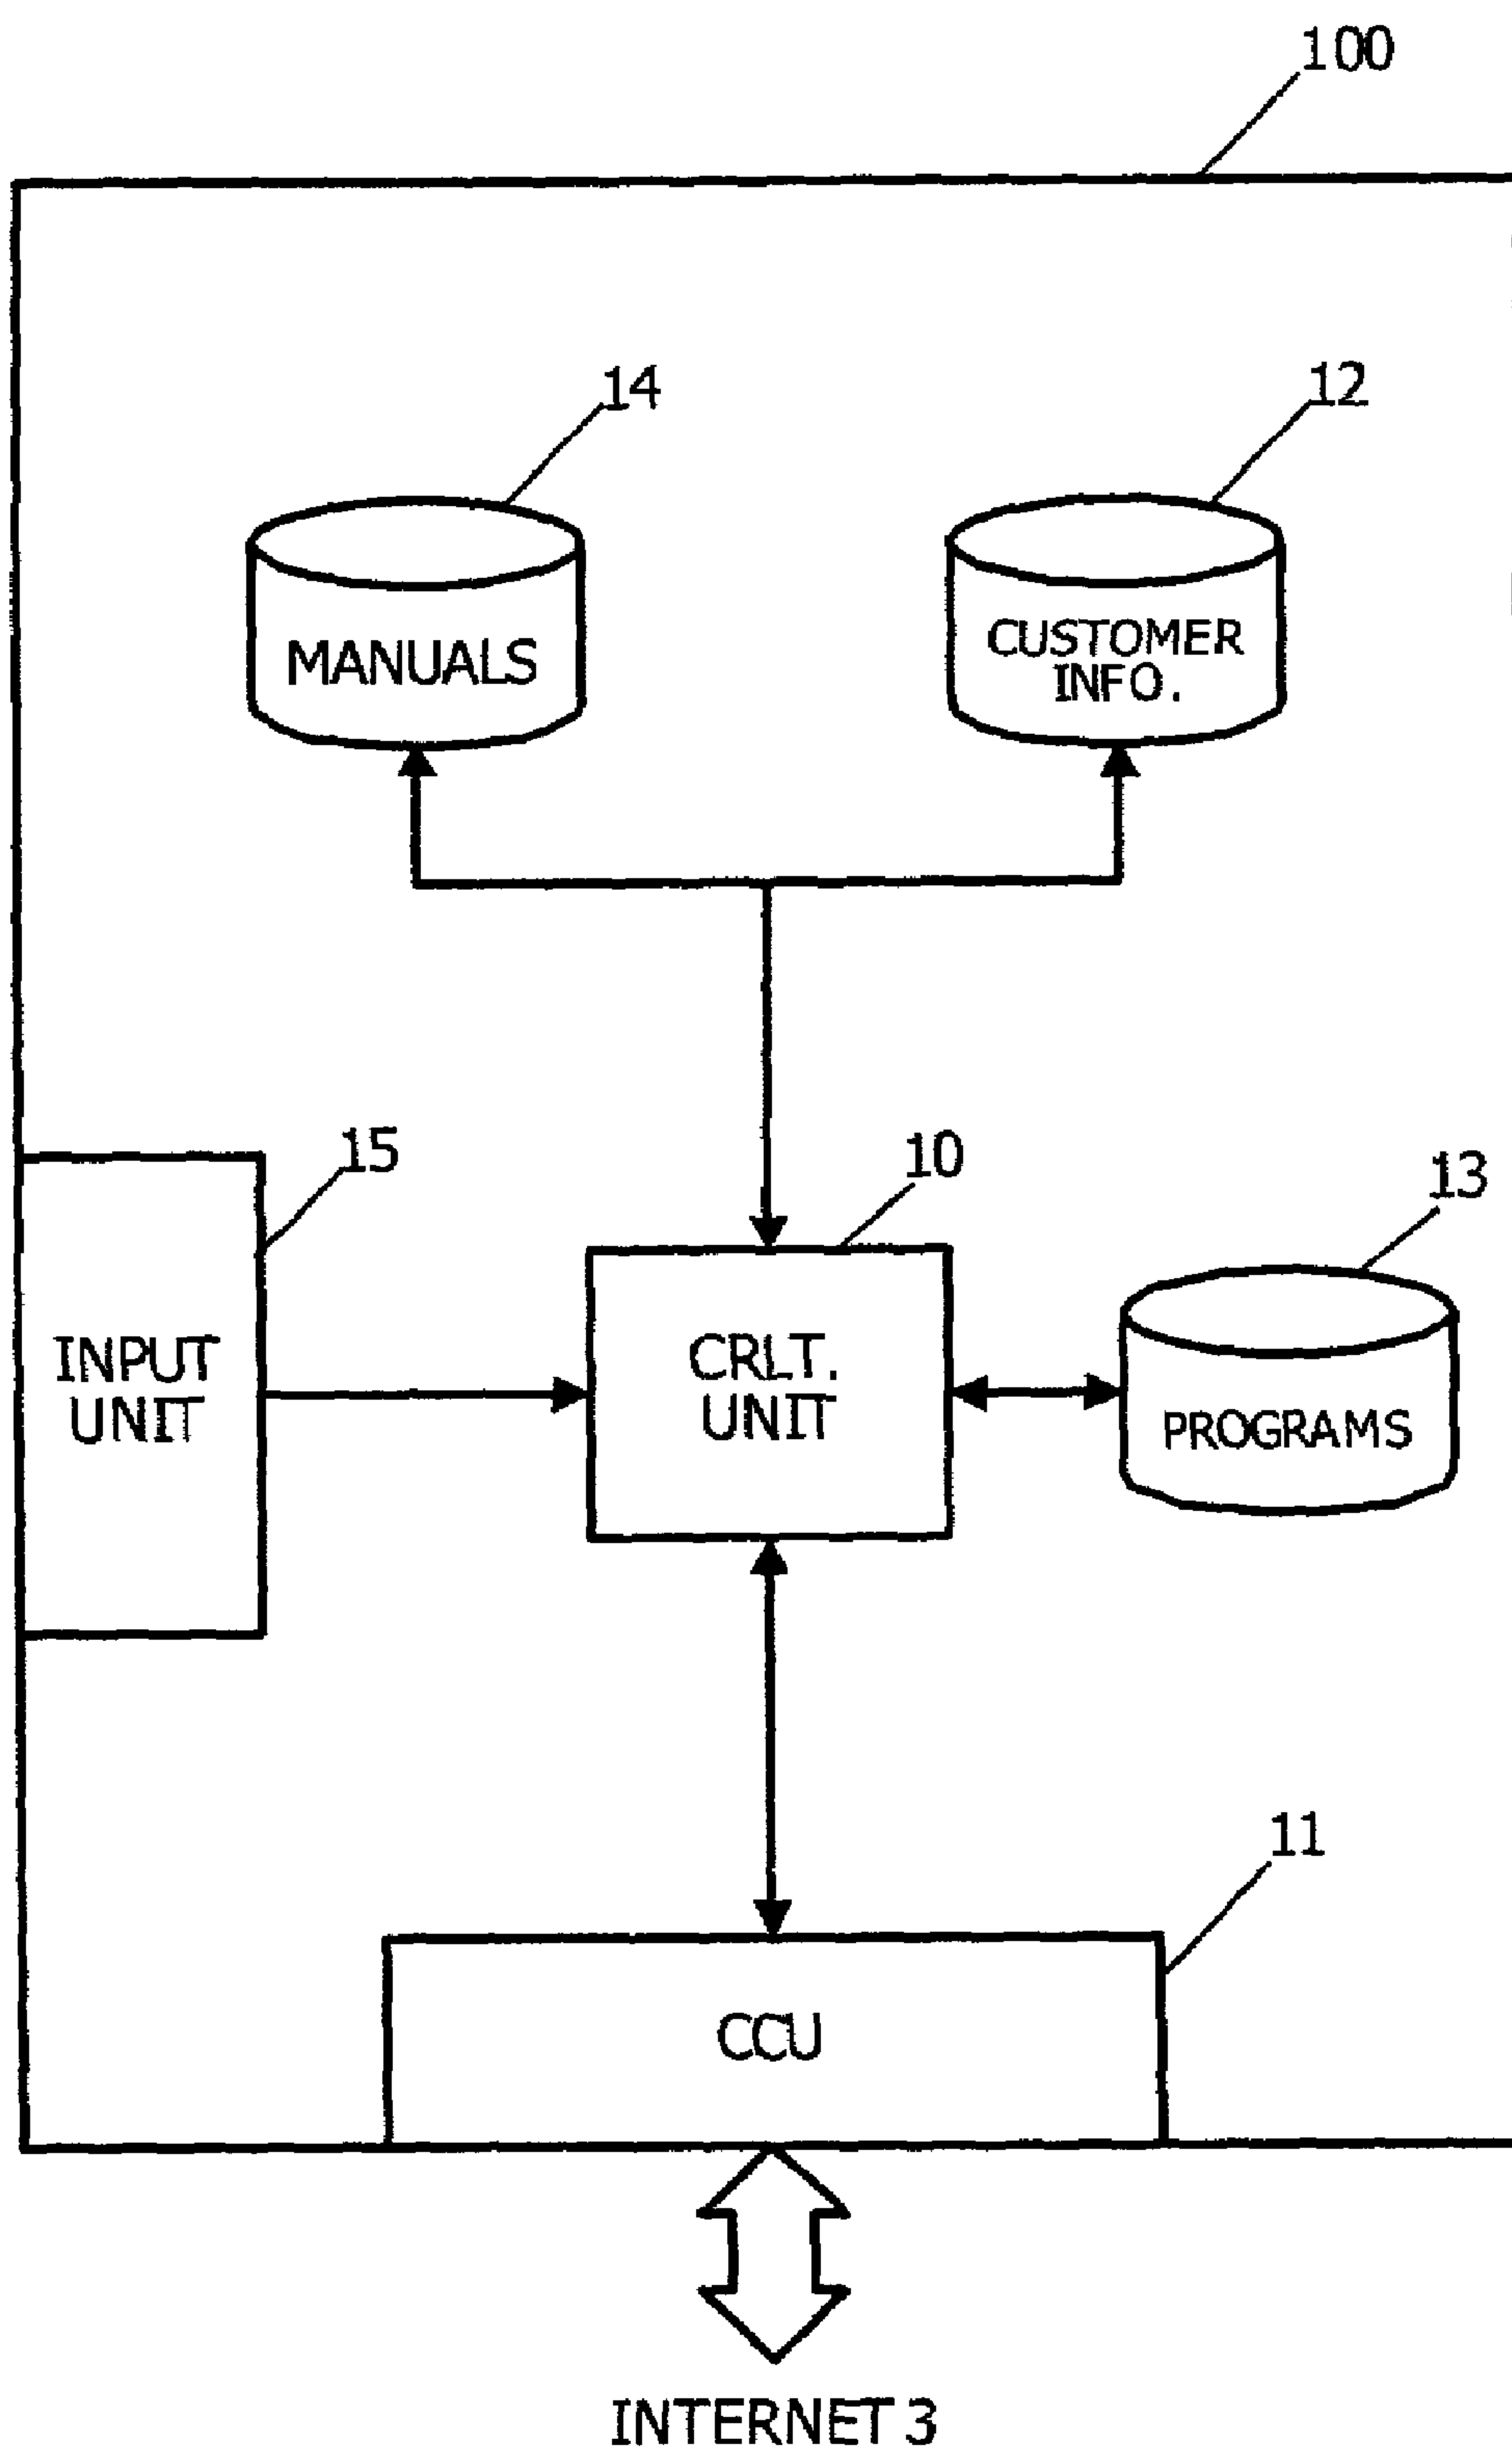 100
14
12
MANUALS
CUSTOMER
INFO.
15
10
13
INPUT
UNIT
CRLT.
UNIT
PROGRAMS
11
CCU
INTERNET 3